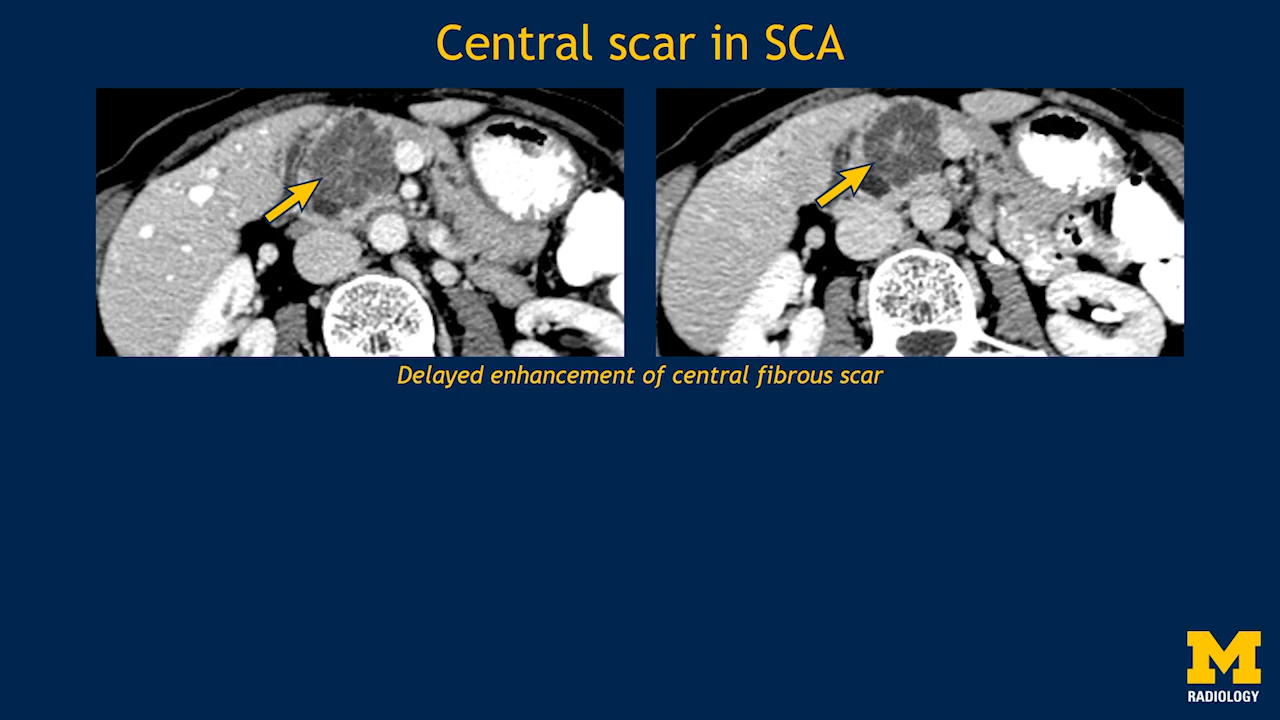 Central scar in SCA
Delayed enhancement of central fibrous scar
M
RADIOLOGY